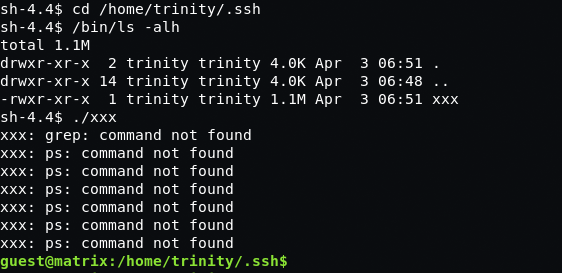 sh-4.4$ cd /home/trinity/.ssh
sh-4.4$ /bin/ls -alh
total 1.1M
drwxr-xr-x  2 trinity trinity 4.0K Apr  3 06:51 .
drwxr-xr-x 14 trinity trinity 4.0K Apr  3 06:48 ..
-rwxr-xr-x  1 trinity trinity 1.1M Apr  3 06:51 xxx
sh-4.4$ ./xxx
xxx: grep: command not found
xxx: ps: command not found
xxx: ps: command not found
xxx: ps: command not found
xxx: ps: command not found
xxx: ps: command not found
xxx: ps: command not found
guest@matrix:/home/trinity/.ssh$